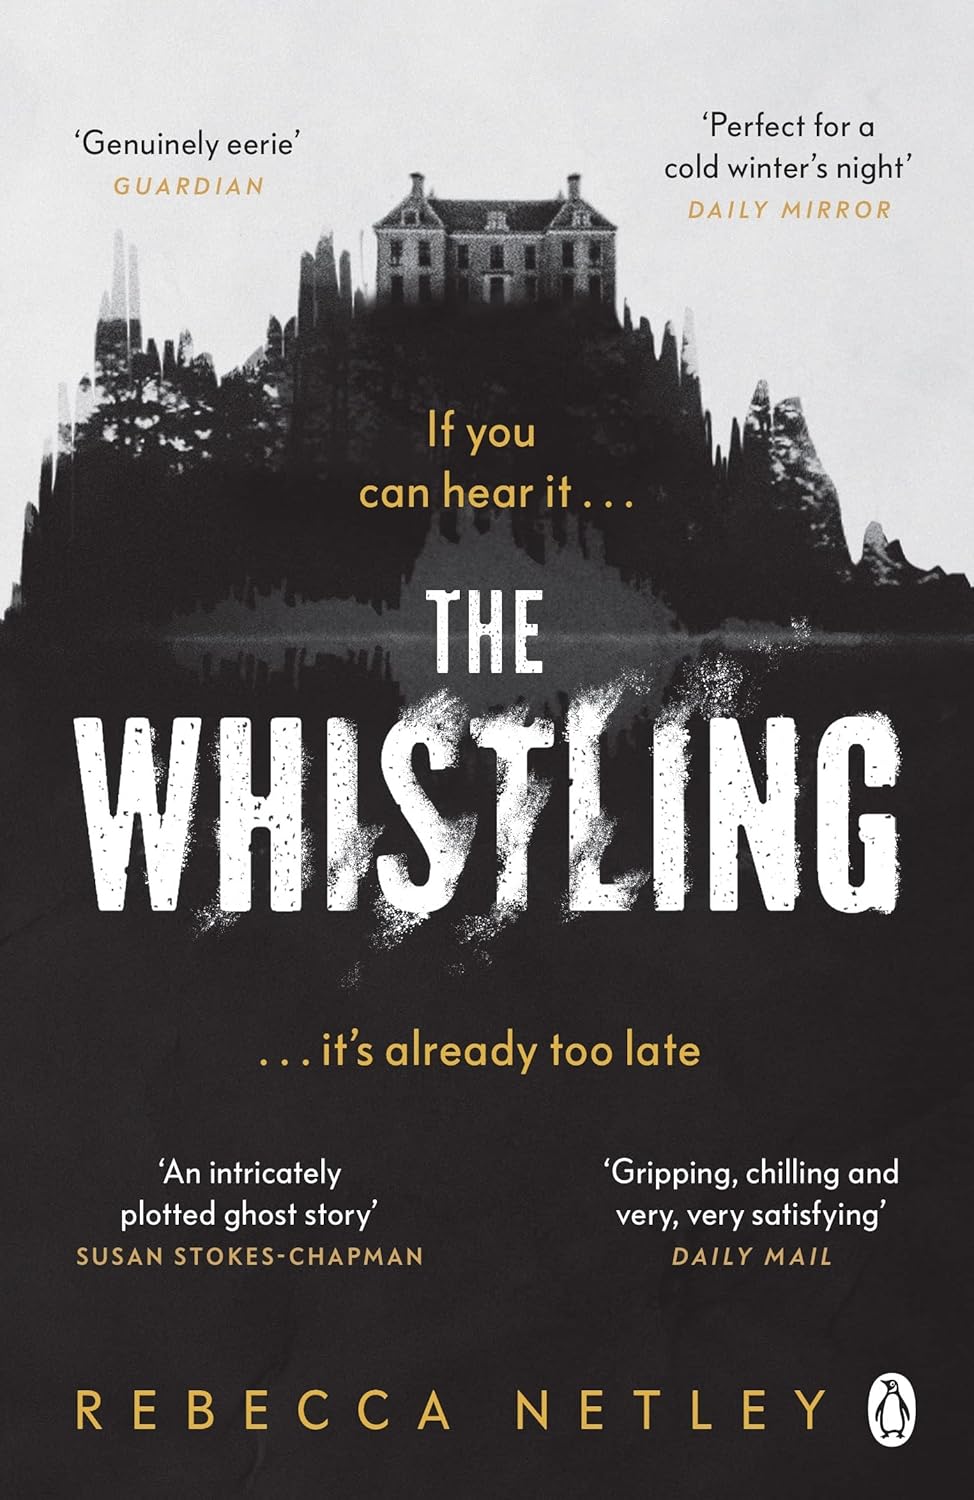 ‘Genuinely eerie’
GUARDIAN
‘Perfect for a
cold winter’s night’
DAILY MIRROR
If you
can hear it . . .
THE
WHISTLING
. . . it’s already too late
‘An intricately
plotted ghost story’
SUSAN STOKES-CHAPMAN
‘Gripping, chilling and
very, very satisfying’
DAILY MAIL
REBECCA NETLEY